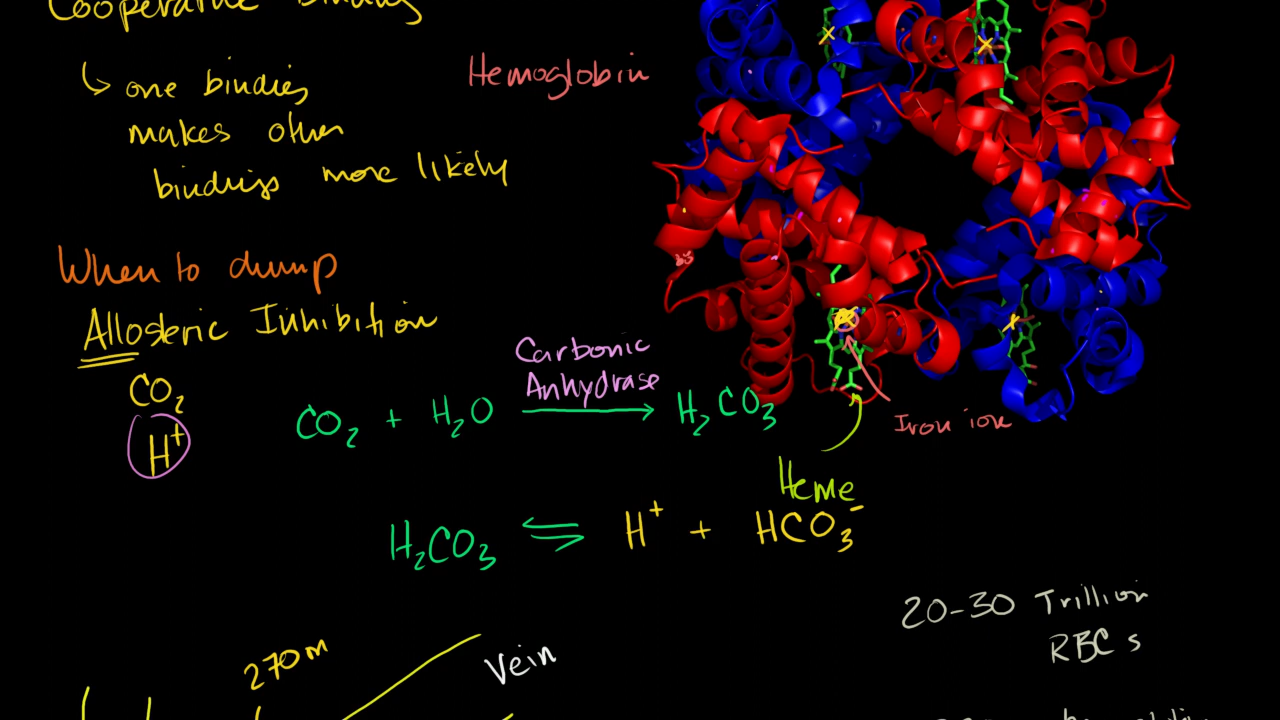 Cooperative Binding
↳ one binding
makes other
bindings more likely
Hemoglobin
When to dump
Allosteric Inhibition
CO₂
H⁺
Carbonic
Anhydrase
CO₂ + H₂O → H₂CO₃
Iron ion
Heme
H₂CO₃ ⇌ H⁺ + HCO₃⁻
20-30 Trillion
RBCs
270m
Vein